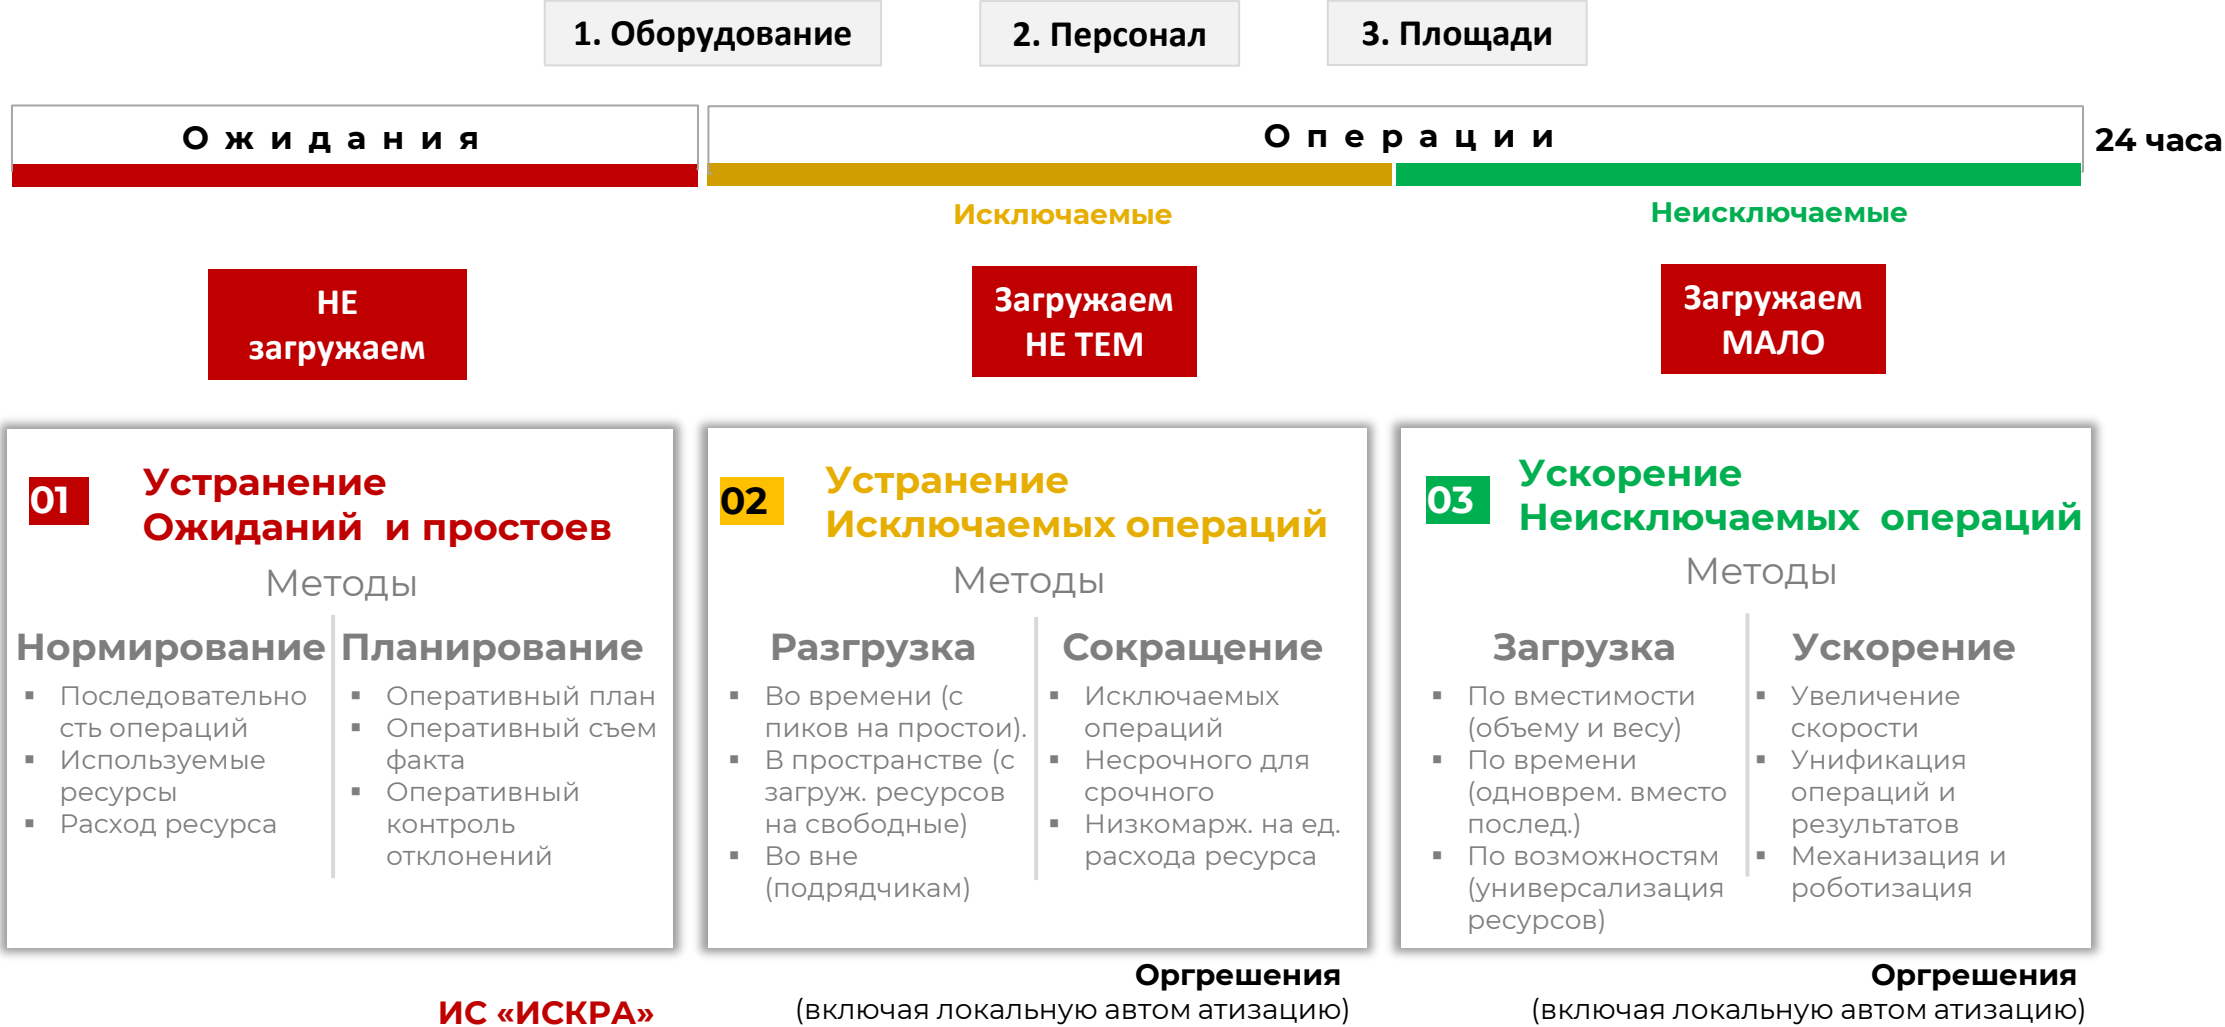 1. Оборудование
2. Персонал
3. Площади
Ожидания
Операции
24 часа
Исключаемые
Неисключаемые
НЕ
загружаем
Загружаем
НЕ ТЕМ
Загружаем
МАЛО
01
Устранение
Ожиданий и простоев
Методы
Нормирование
Последовательно
сть операций
Используемые
ресурсы
Расход ресурса
Планирование
Оперативный план
Оперативный съем
факта
Оперативный
контроль
отклонений
02
Устранение
Исключаемых операций
Методы
Разгрузка
Во времени (с
пиков на простои).
В пространстве (с
загруж. ресурсов
на свободные)
Во вне
(подрядчикам)
Сокращение
Исключаемых
операций
Несрочного для
срочного
Низкомарж. на ед.
расхода ресурса
03
Ускорение
Неисключаемых операций
Методы
Загрузка
По вместимости
(объему и весу)
По времени
(одноврем. вместо
послед.)
По возможностям
(универсализация
ресурсов)
Ускорение
Увеличение
скорости
Унификация
операций и
результатов
Механизация и
роботизация
ИС «ИСКРА»
Оргрешения
(включая локальную автом атизацию)
Оргрешения
(включая локальную автом атизацию)